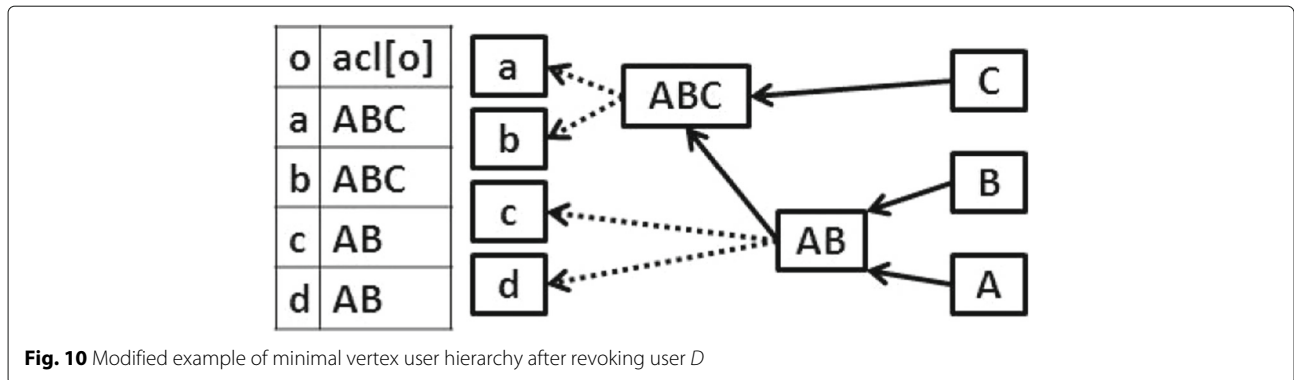 o acl[o]
a ABC
b ABC
c AB
d AB
a
b
c
d
ABC
AB
C
B
A
Fig. 10 Modified example of minimal vertex user hierarchy after revoking user D